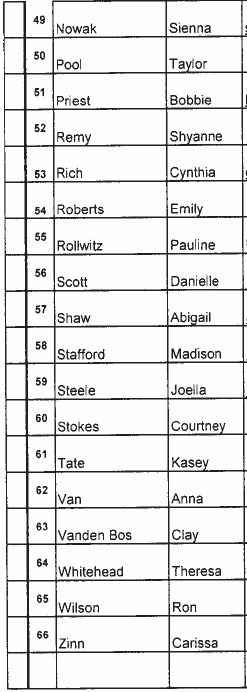 49 Nowak Sienna
50 Pool Taylor
51 Priest Bobbie
52 Remy Shyanne
53 Rich Cynthia
54 Roberts Emily
55 Rollwitz Pauline
56 Scott Danielle
57 Shaw Abigail
58 Stafford Madison
59 Steele Joella
60 Stokes Courtney
61 Tate Kasey
62 Van Anna
63 Vanden Bos Clay
64 Whitehead Theresa
65 Wilson Ron
66 Zinn Carissa